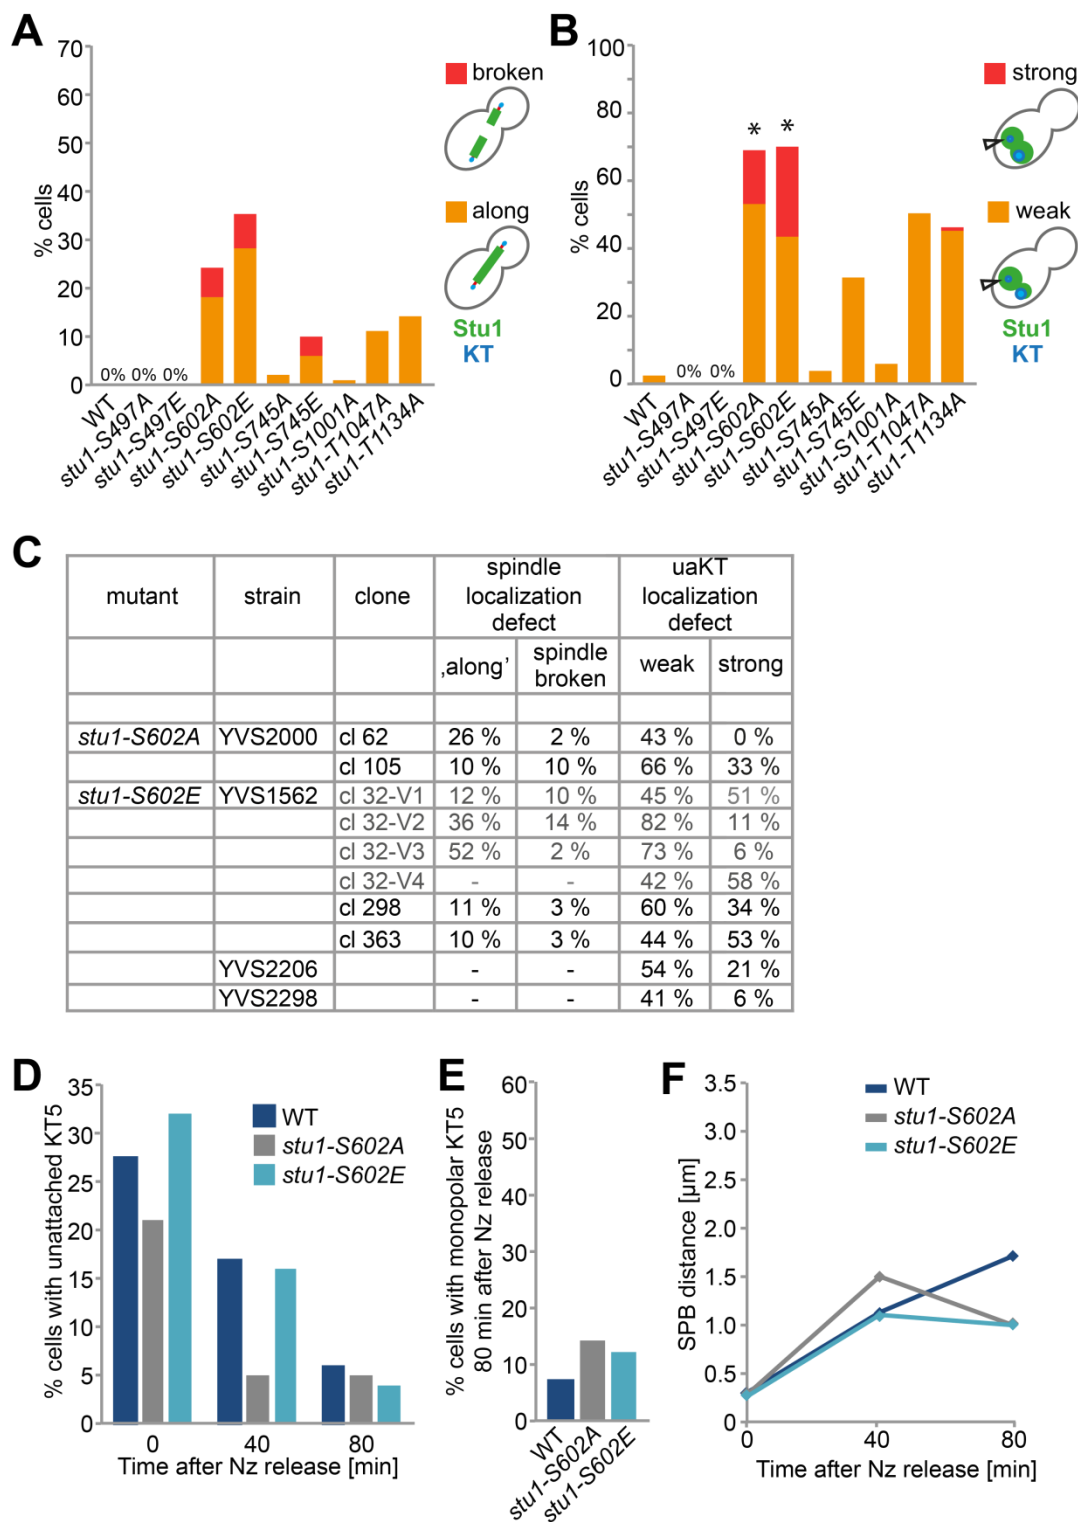 A
70
60
50
40
30
20
10
0
% cells
0% 0% 0%
WT
stu1-S497A
stu1-S497E
stu1-S602A
stu1-S602E
stu1-S745A
stu1-S745E
stu1-S1001A
stu1-T1047A
stu1-T1134A
broken
along
Stu1
KT
B
100
80
60
40
20
0
% cells
0% 0%
* *
WT
stu1-S497A
stu1-S497E
stu1-S602A
stu1-S602E
stu1-S745A
stu1-S745E
stu1-S1001A
stu1-T1047A
stu1-T1134A
strong
weak
Stu1
KT
C
mutant strain clone spindle localization defect uaKT localization defect
‚along' spindle broken weak strong
stu1-S602A YVS2000 cl 62 26 % 2 % 43 % 0 %
cl 105 10 % 10 % 66 % 33 %
stu1-S602E YVS1562 cl 32-V1 12 % 10 % 45 % 51 %
cl 32-V2 36 % 14 % 82 % 11 %
cl 32-V3 52 % 2 % 73 % 6 %
cl 32-V4 - - 42 % 58 %
cl 298 11 % 3 % 60 % 34 %
cl 363 10 % 3 % 44 % 53 %
YVS2206 - - 54 % 21 %
YVS2298 - - 41 % 6 %
D
35
30
25
20
15
10
5
0
% cells with unattached KT5
WT
stu1-S602A
stu1-S602E
0 40 80
Time after Nz release [min]
E
60
50
40
30
20
10
0
% cells with monopolar KT5
80 min after Nz release
WT
stu1-S602A
stu1-S602E
F
WT
stu1-S602A
stu1-S602E
3.5
3.0
2.5
2.0
1.5
1.0
0.5
0
SPB distance [µm]
0 40 80
Time after Nz release [min]